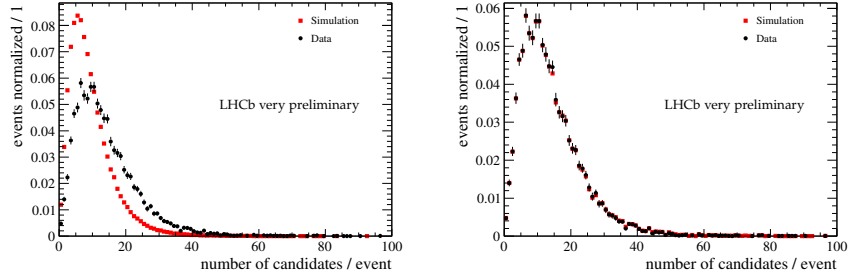 events normalized / 1
0.08
0.07
0.06
0.05
0.04
0.03
0.02
0.01
0
Simulation
Data
LHCb very preliminary
0 20 40 60 80 100
number of candidates / event
events normalized / 1
0.06
0.05
0.04
0.03
0.02
0.01
0
Simulation
Data
LHCb very preliminary
0 20 40 60 80 100
number of candidates / event